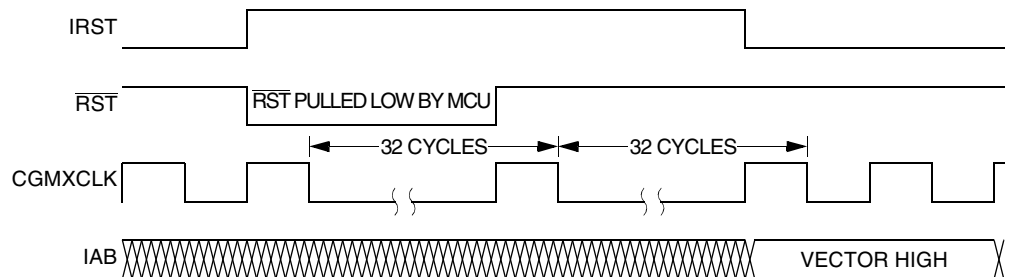 IRST
RST
RST PULLED LOW BY MCU
32 CYCLES
32 CYCLES
CGMXCLK
IAB
VECTOR HIGH